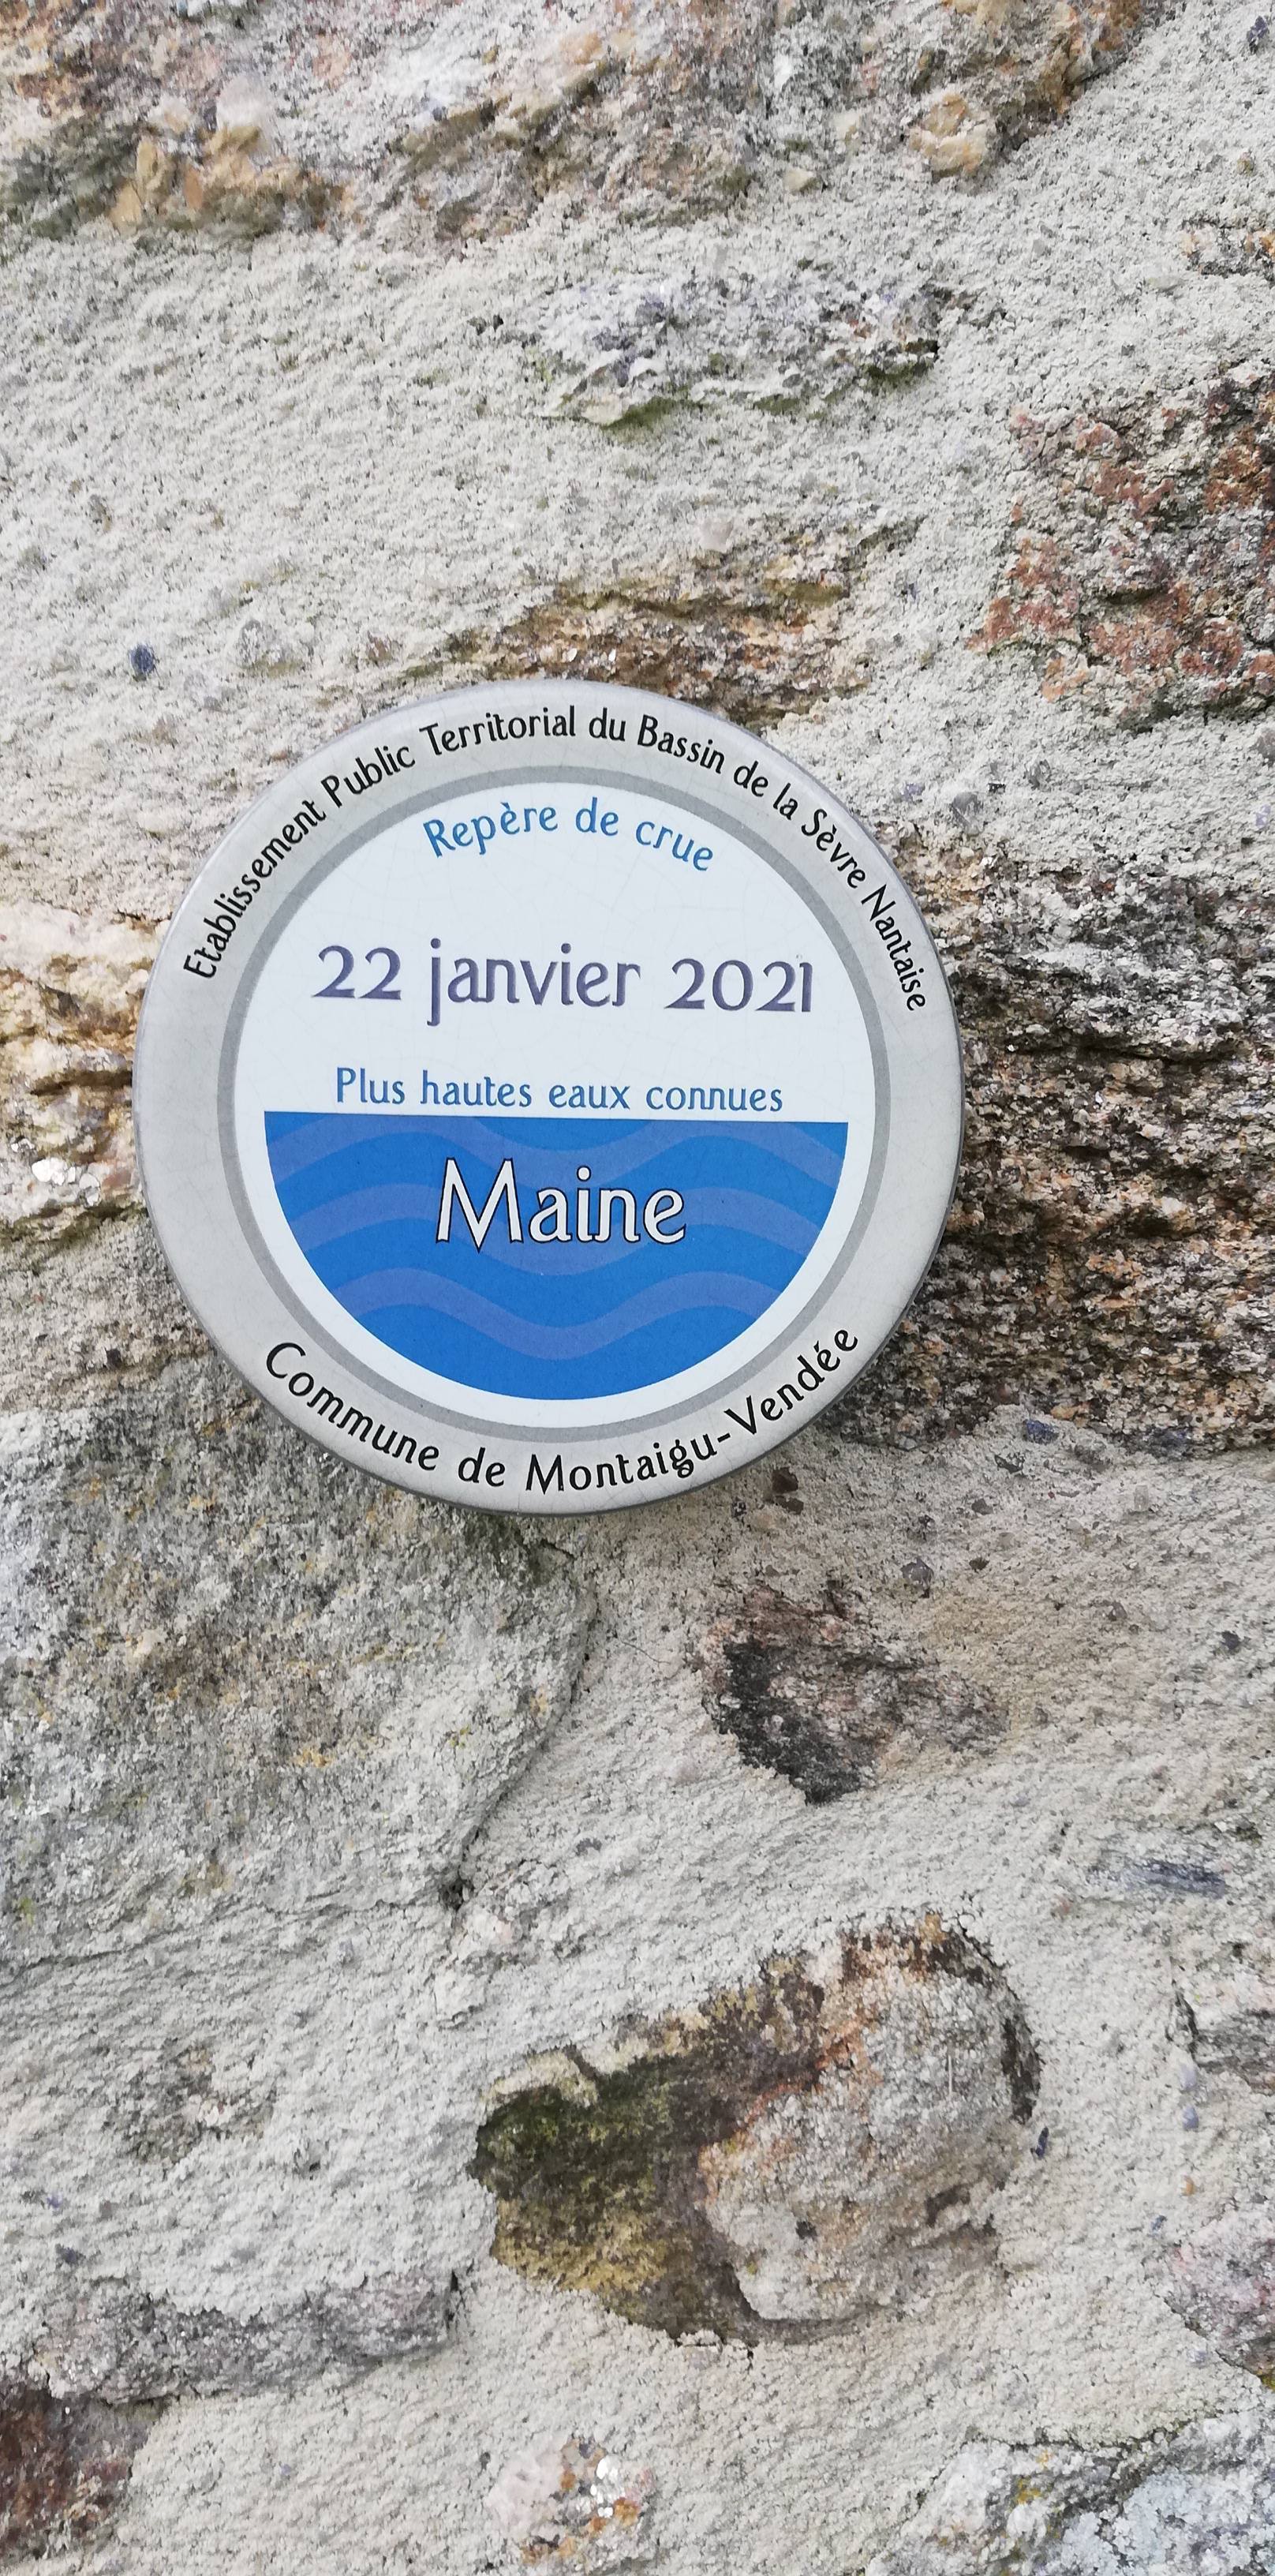 Etablissement Public Territorial du Bassin de la Sèvre Nantaise
Repère de crue
22 janvier 2021
Plus hautes eaux connues
Maine
Commune de Montaigu-Vendée